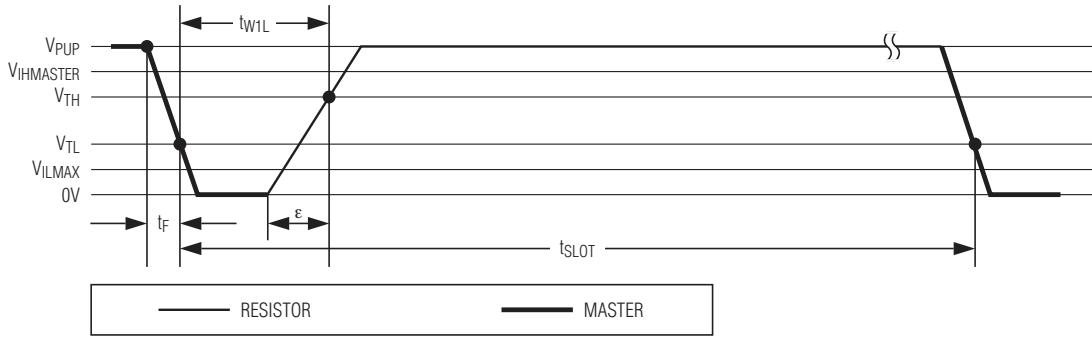 tW1L
VPUP
VIHMASTER
VTH
VTL
VILMAX
0V
tF
ε
tSLOT
RESISTOR
MASTER